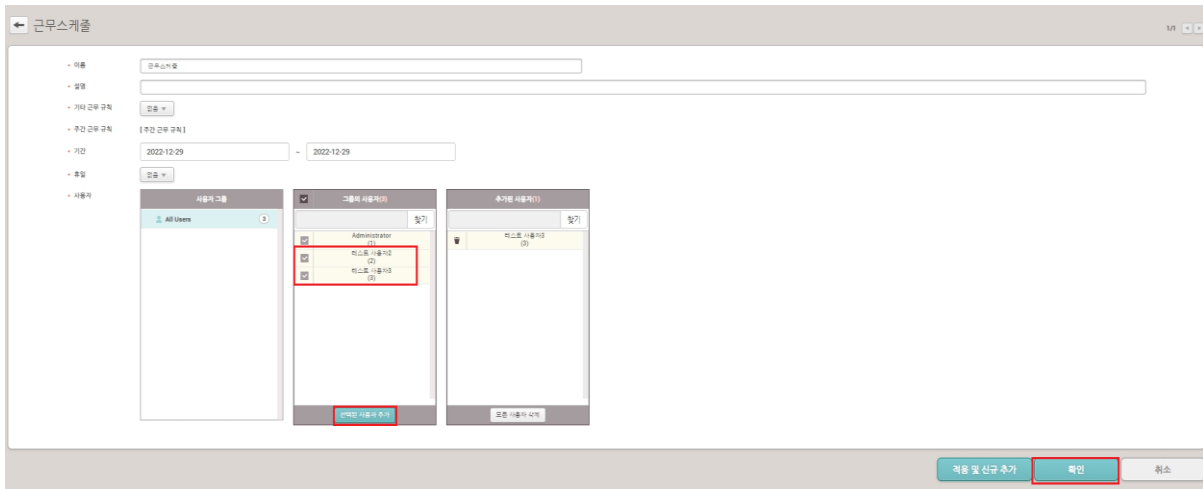 근무스케줄
1/1
• 이름 근무스케줄
• 설명
• 기타 근무 규칙 없음
• 주간 근무 규칙 [ 주간 근무 규칙 ]
• 기간 2022-12-29 ~ 2022-12-29
• 휴일 없음
• 사용자
사용자 그룹
All Users 3
그룹의 사용자(3)
찾기
Administrator
(1)
테스트 사용자2
(2)
테스트 사용자3
(3)
선택된 사용자 추가
추가된 사용자(1)
찾기
테스트 사용자3
(3)
모든 사용자 삭제
적용 및 신규 추가 확인 취소